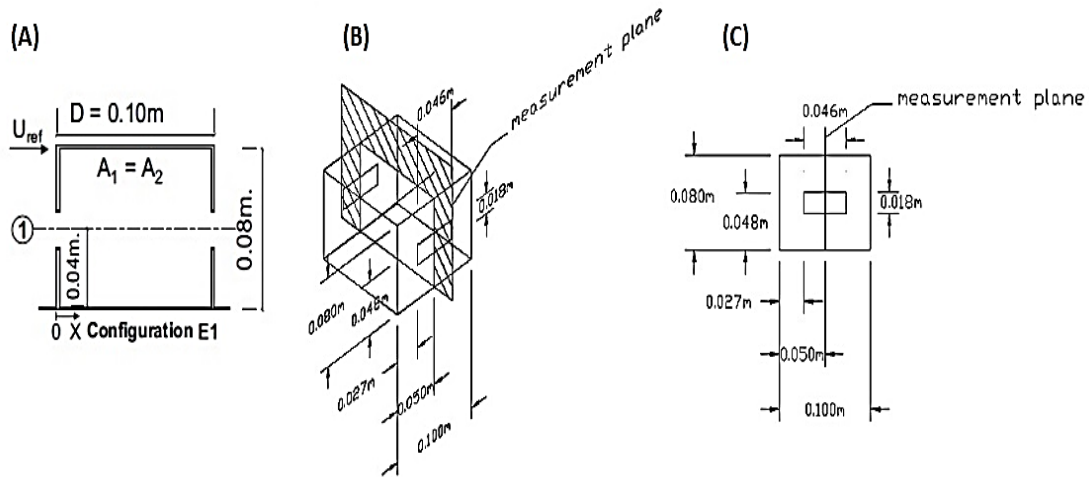 (A)
D = 0.10m
Uref
A1 = A2
1
0.04m.
0.08m.
0 X Configuration E1
(B)
measurement plane
0.046m
0.018m
0.080m
0.048m
0.027m
0.050m
0.100m
(C)
measurement plane
0.046m
0.080m
0.048m
0.018m
0.027m
0.050m
0.100m